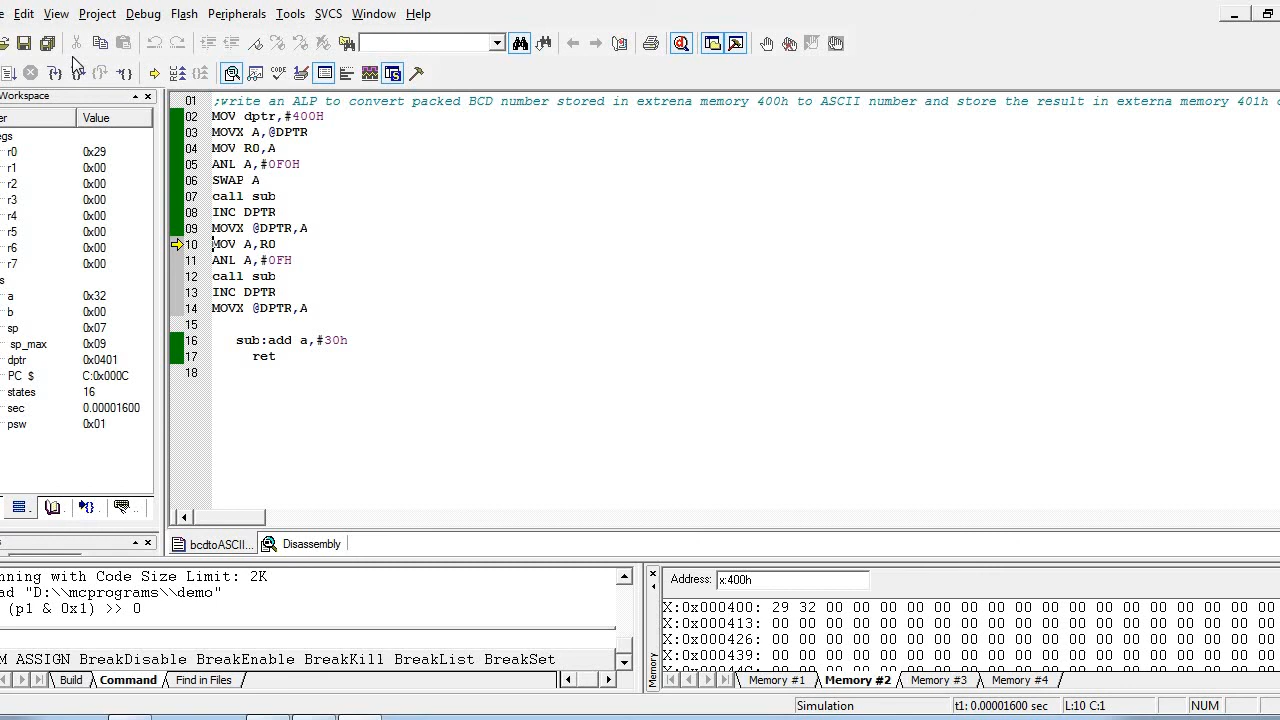 Edit View Project Debug Flash Peripherals Tools SVCS Window Help
Workspace
er Value
egs
r0 0x29
r1 0x00
r2 0x00
r3 0x00
r4 0x00
r5 0x00
r6 0x00
r7 0x00
s
a 0x32
b 0x00
sp 0x07
sp_max 0x09
dptr 0x0401
PC $ C:0x000C
states 16
sec 0.00001600
psw 0x01
01 ;write an ALP to convert packed BCD number stored in extrena memory 400h to ASCII number and store the result in externa memory 401h
02 MOV dptr,#400H
03 MOVX A,@DPTR
04 MOV R0,A
05 ANL A,#0F0H
06 SWAP A
07 call sub
08 INC DPTR
09 MOVX @DPTR,A
10 MOV A,R0
11 ANL A,#0FH
12 call sub
13 INC DPTR
14 MOVX @DPTR,A
15
16 sub:add a,#30h
17 ret
18
bcdtoASCII... Disassembly
nning with Code Size Limit: 2K
ad "D:\\mcprograms\\demo"
(p1 & 0x1) >> 0
M ASSIGN BreakDisable BreakEnable BreakKill BreakList BreakSet
Build Command Find in Files
Memory
Address: x:400h
X:0x000400: 29 32 00 00 00 00 00 00 00 00 00 00 00 00 00 00 00 00 00
X:0x000413: 00 00 00 00 00 00 00 00 00 00 00 00 00 00 00 00 00 00 00
X:0x000426: 00 00 00 00 00 00 00 00 00 00 00 00 00 00 00 00 00 00 00
X:0x000439: 00 00 00 00 00 00 00 00 00 00 00 00 00 00 00 00 00 00 00
Memory #1 Memory #2 Memory #3 Memory #4
Simulation t1: 0.00001600 sec L:10 C:1 NUM